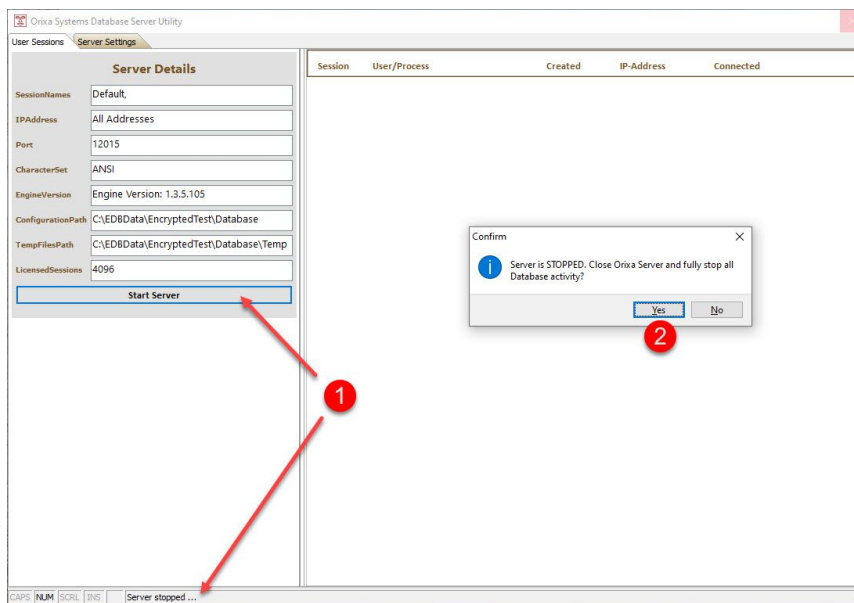 Orixa Systems Database Server Utility
User Sessions
Server Settings
Server Details
SessionNames
Default,
IPAddress
All Addresses
Port
12015
CharacterSet
ANSI
EngineVersion
Engine Version: 1.3.5.105
ConfigurationPath
C:\EDBData\EncryptedTest\Database
TempFilesPath
C:\EDBData\EncryptedTest\Database\Temp
LicensedSessions
4096
Start Server
Session User/Process Created IP-Address Connected
Confirm
Server is STOPPED. Close Orixa Server and fully stop all
Database activity?
Yes
No
2
1
CAPS NUM SCRL INS Server stopped ...